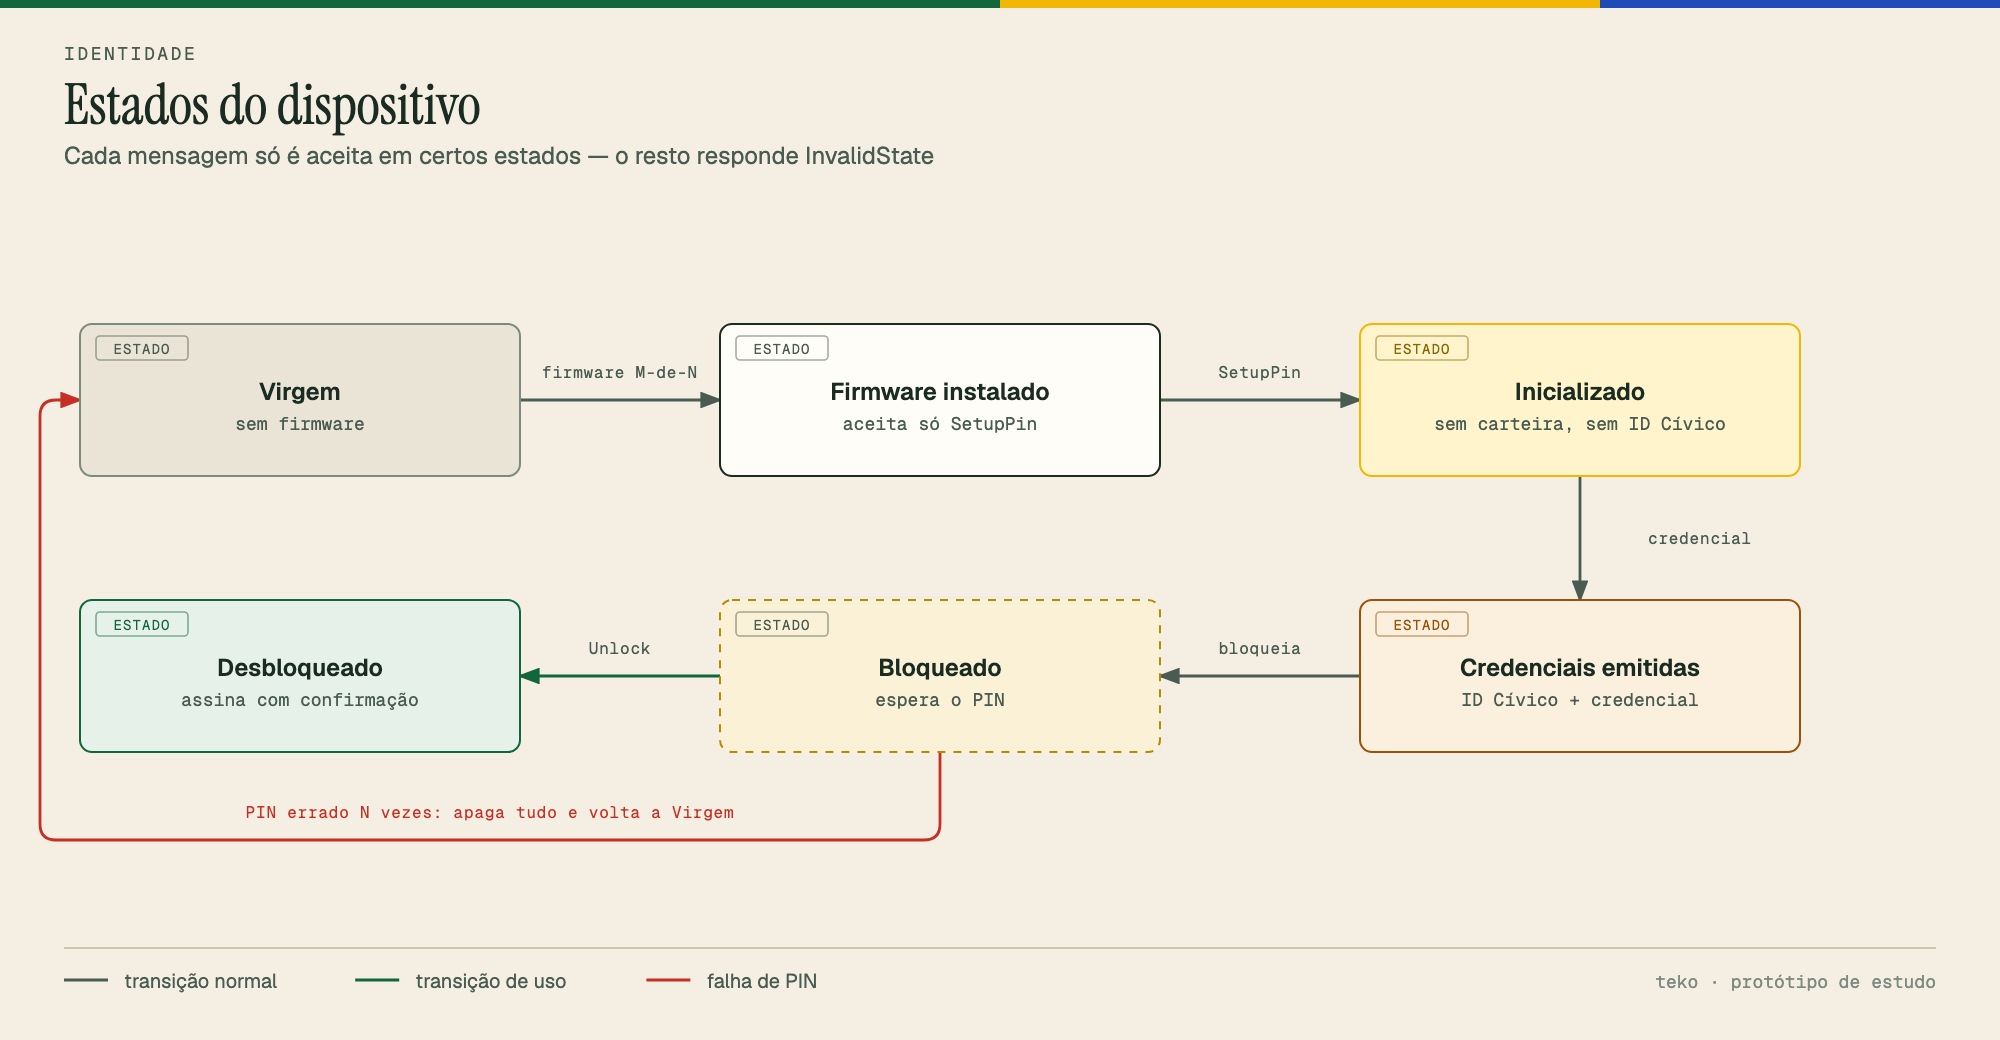 IDENTIDADE
Estados do dispositivo
Cada mensagem só é aceita em certos estados — o resto responde InvalidState
ESTADO
Virgem
sem firmware
firmware M-de-N
ESTADO
Firmware instalado
aceita só SetupPin
SetupPin
ESTADO
Inicializado
sem carteira, sem ID Cívico
credencial
ESTADO
Desbloqueado
assina com confirmação
Unlock
ESTADO
Bloqueado
espera o PIN
bloqueia
ESTADO
Credenciais emitidas
ID Cívico + credencial
PIN errado N vezes: apaga tudo e volta a Virgem
transição normal
transição de uso
falha de PIN
teko · protótipo de estudo